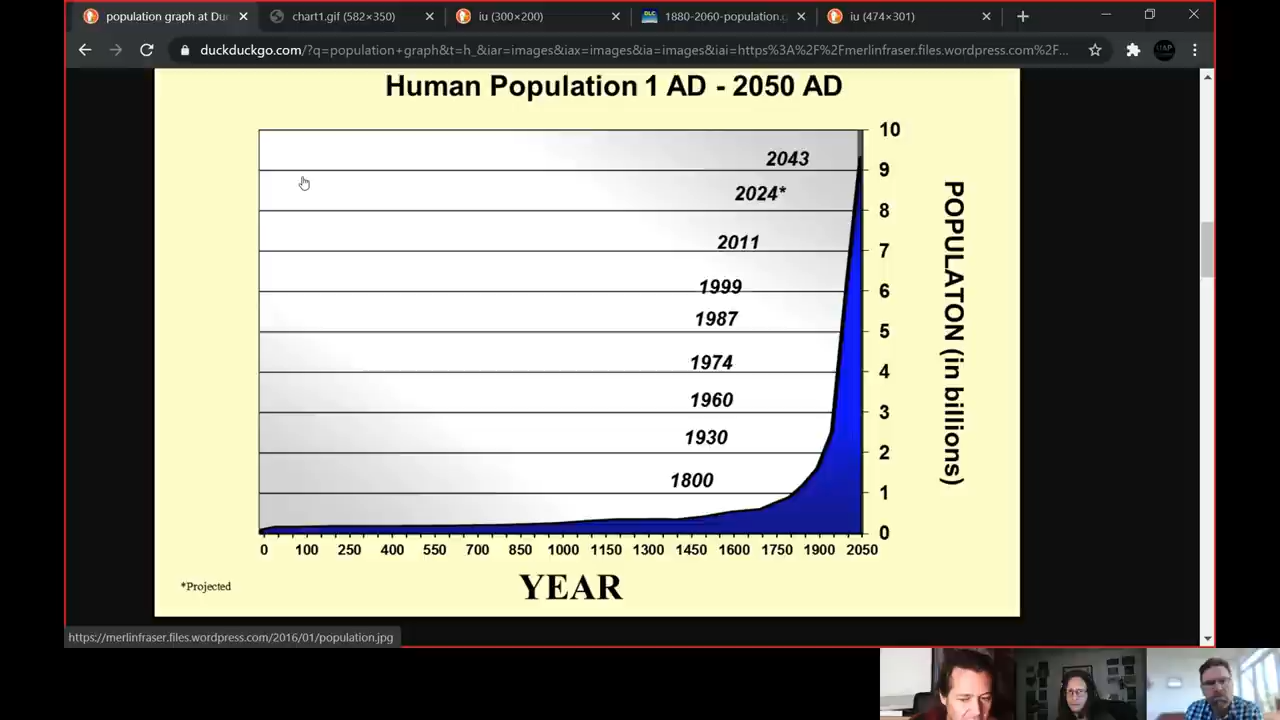 population graph at Du
chart1.gif (582×350)
iu (300×200)
1880-2060-population.
iu (474×301)
duckduckgo.com/?q=population+graph&t=h_&iar=images&iax=images&ia=images&iai=https%3A%2F%2Fmerlinfraser.files.wordpress.com%2F...
Human Population 1 AD - 2050 AD
10
2043
9
2024*
8
2011
7
1999
6
1987
5
1974
4
1960
3
1930
2
1800
1
0
POPULATON (in billions)
0 100 250 400 550 700 850 1000 1150 1300 1450 1600 1750 1900 2050
YEAR
*Projected
https://merlinfraser.files.wordpress.com/2016/01/population.jpg